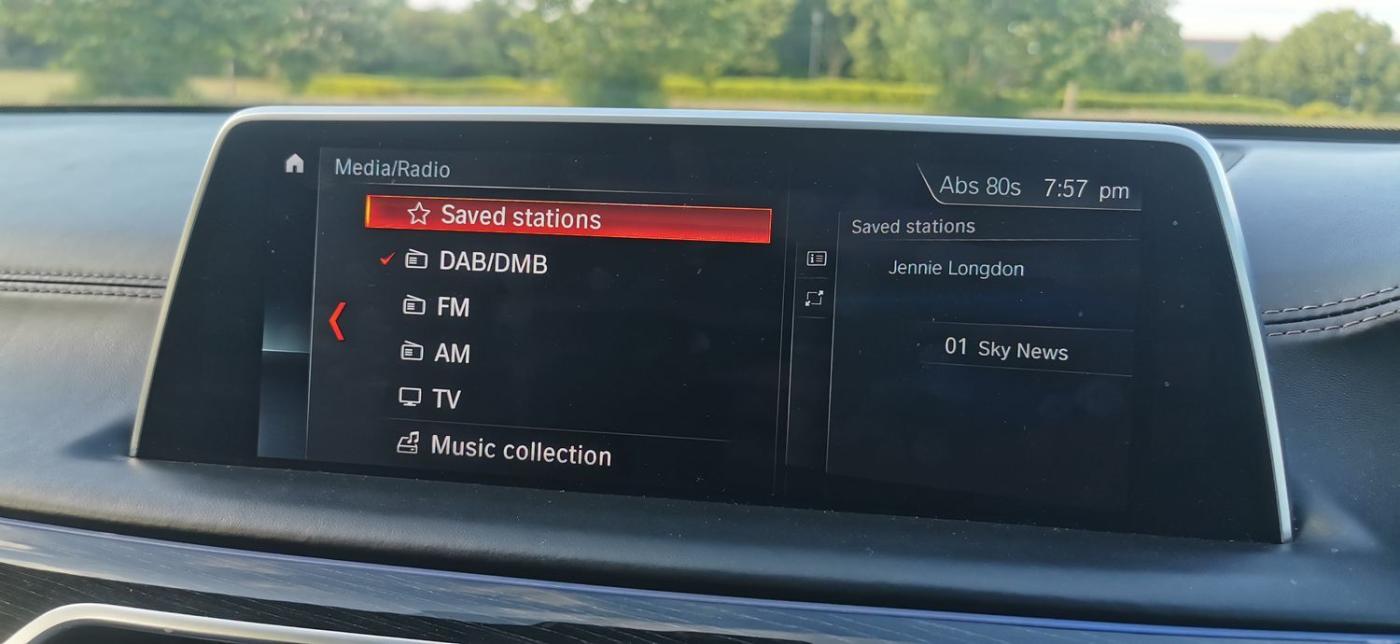 Media/Radio
Abs 80s 7:57 pm
Saved stations
DAB/DMB
FM
AM
TV
Music collection
Saved stations
Jennie Longdon
01 Sky News